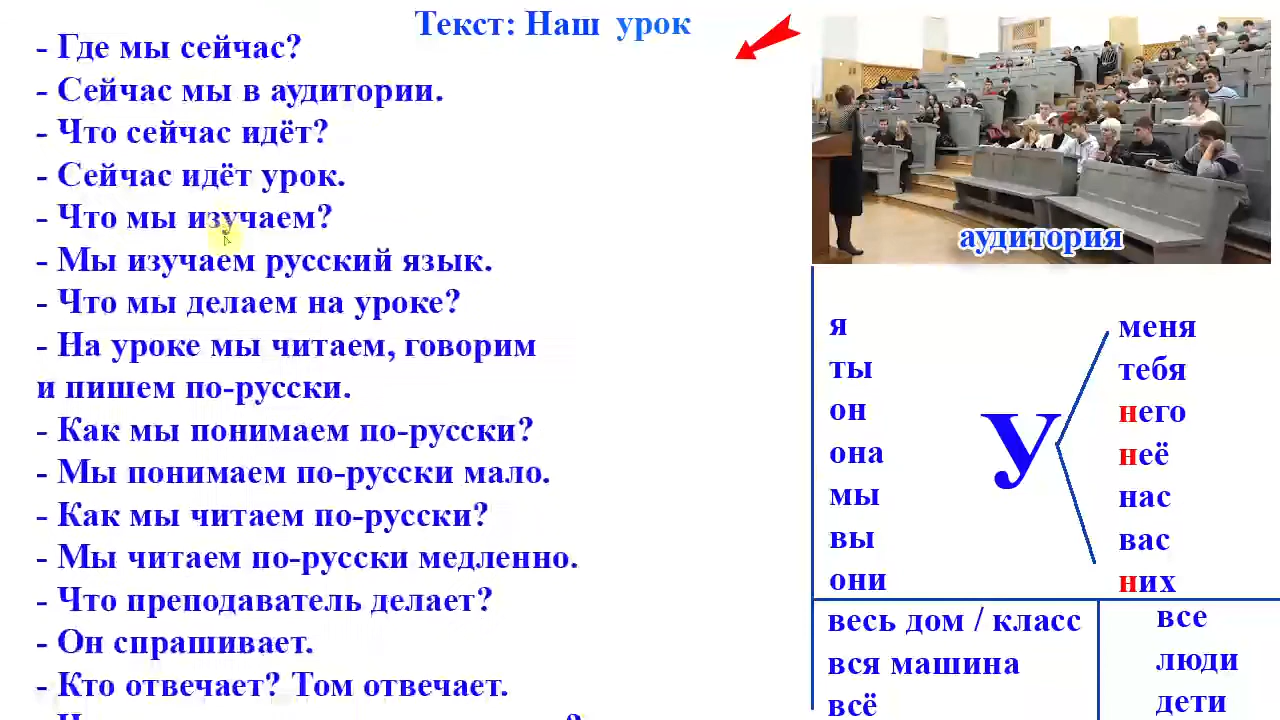 Текст: Наш урок
- Где мы сейчас?
- Сейчас мы в аудитории.
- Что сейчас идёт?
- Сейчас идёт урок.
- Что мы изучаем?
- Мы изучаем русский язык.
- Что мы делаем на уроке?
- На уроке мы читаем, говорим
и пишем по-русски.
- Как мы понимаем по-русски?
- Мы понимаем по-русски мало.
- Как мы читаем по-русски?
- Мы читаем по-русски медленно.
- Что преподаватель делает?
- Он спрашивает.
- Кто отвечает? Том отвечает.
аудитория
я
ты
он
она
мы
вы
они
У
меня
тебя
него
неё
нас
вас
них
весь дом / класс
вся машина
всё
все
люди
дети